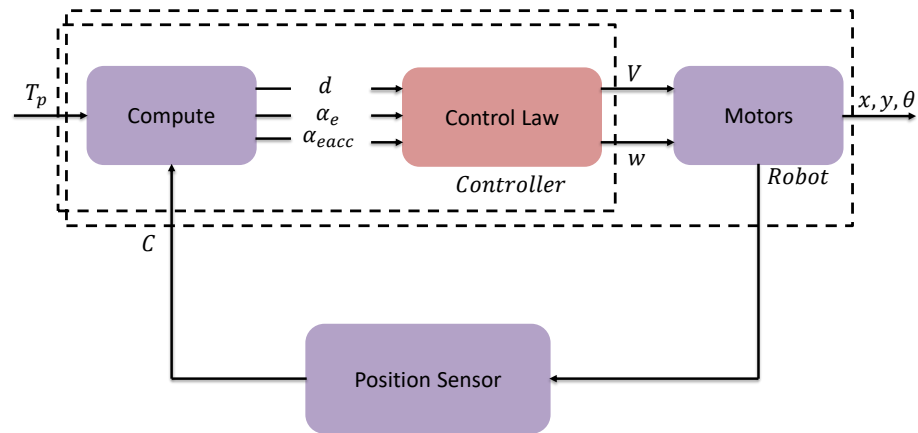 T_p
Compute
d
α_e
α_eacc
Control Law
Controller
V
w
Motors
Robot
x, y, θ
C
Position Sensor